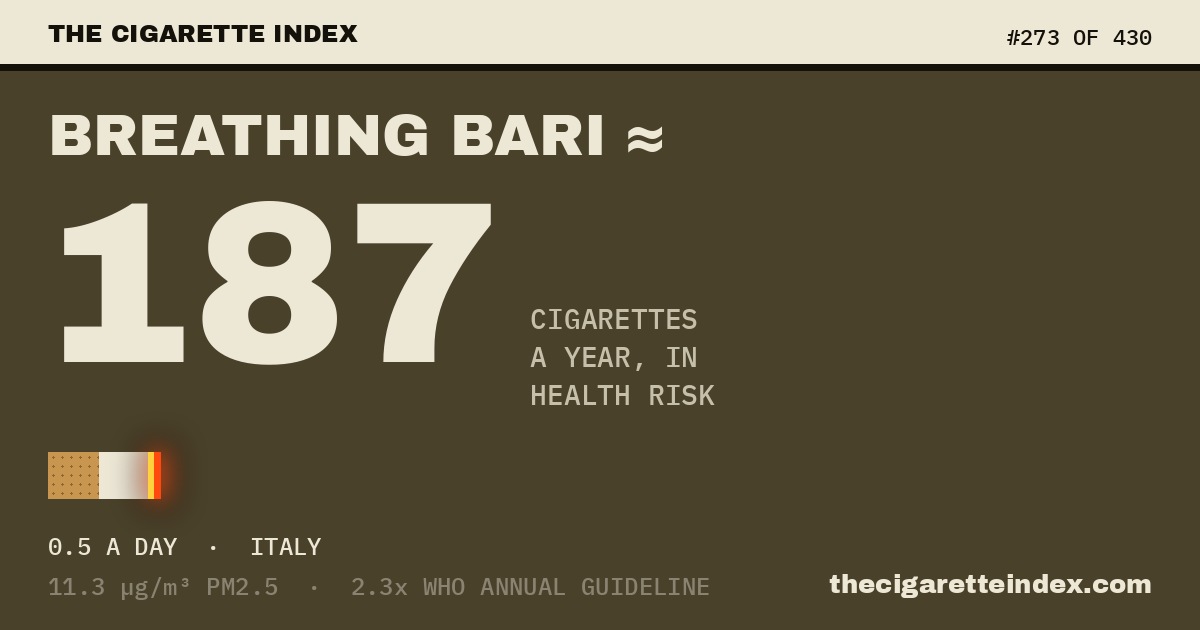 THE CIGARETTE INDEX
#273 OF 430
BREATHING BARI ≈
187
CIGARETTES
A YEAR, IN
HEALTH RISK
0.5 A DAY · ITALY
11.3 µg/m³ PM2.5 · 2.3x WHO ANNUAL GUIDELINE
thecigaretteindex.com